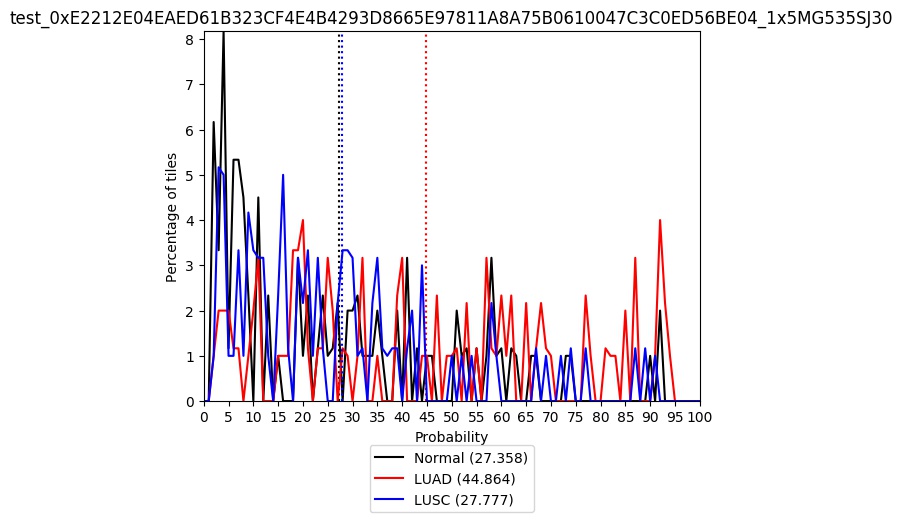 test_0xE2212E04EAED61B323CF4E4B4293D8665E97811A8A75B0610047C3C0ED56BE04_1x5MG535SJ30
8
7
6
5
4
3
2
1
0
Percentage of tiles
0 5 10 15 20 25 30 35 40 45 50 55 60 65 70 75 80 85 90 95 100
Probability
Normal (27.358)
LUAD (44.864)
LUSC (27.777)